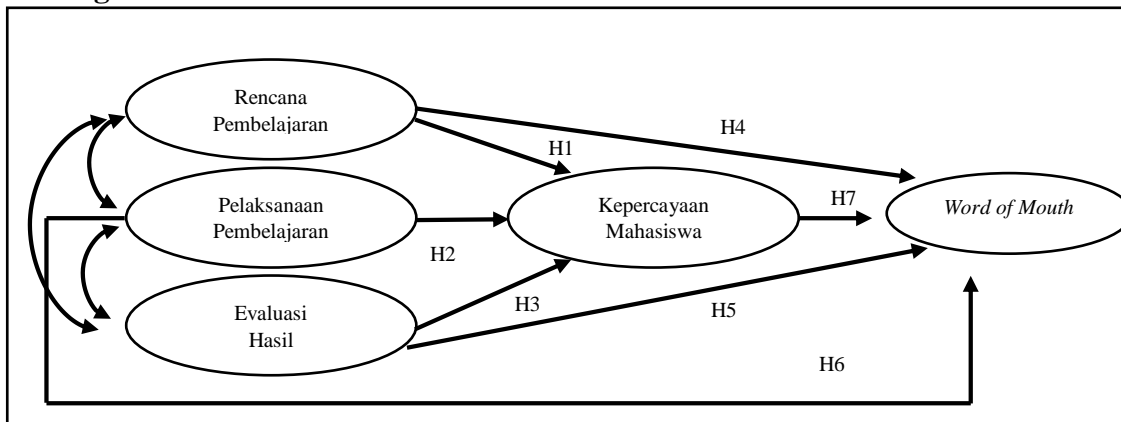 Rencana
Pembelajaran
H4
H1
Pelaksanaan
Pembelajaran
H2
Kepercayaan
Mahasiswa
H7
Word of Mouth
Evaluasi
Hasil
H3
H5
H6